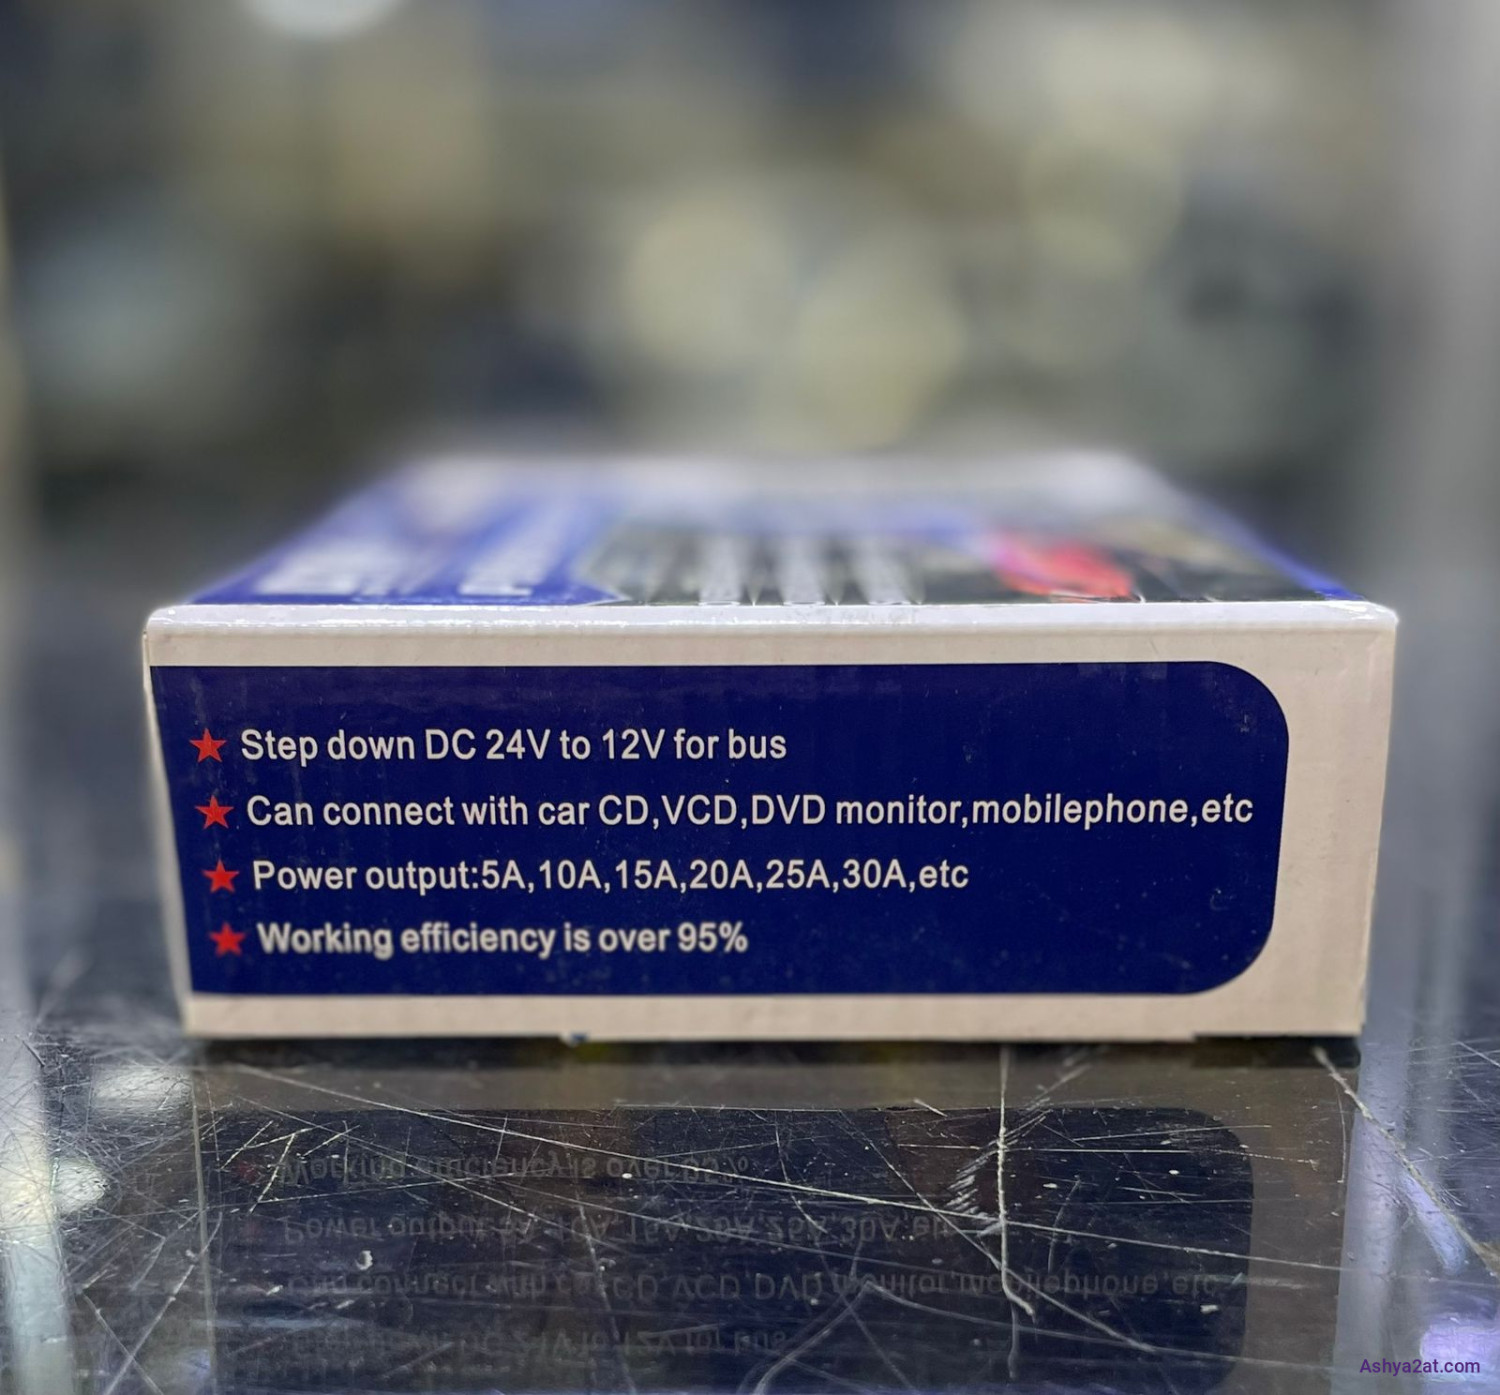 Step down DC 24V to 12V for bus
Can connect with car CD,VCD,DVD monitor,mobilephone,etc
Power output:5A,10A,15A,20A,25A,30A,etc
Working efficiency is over 95%
Ashya2at.com